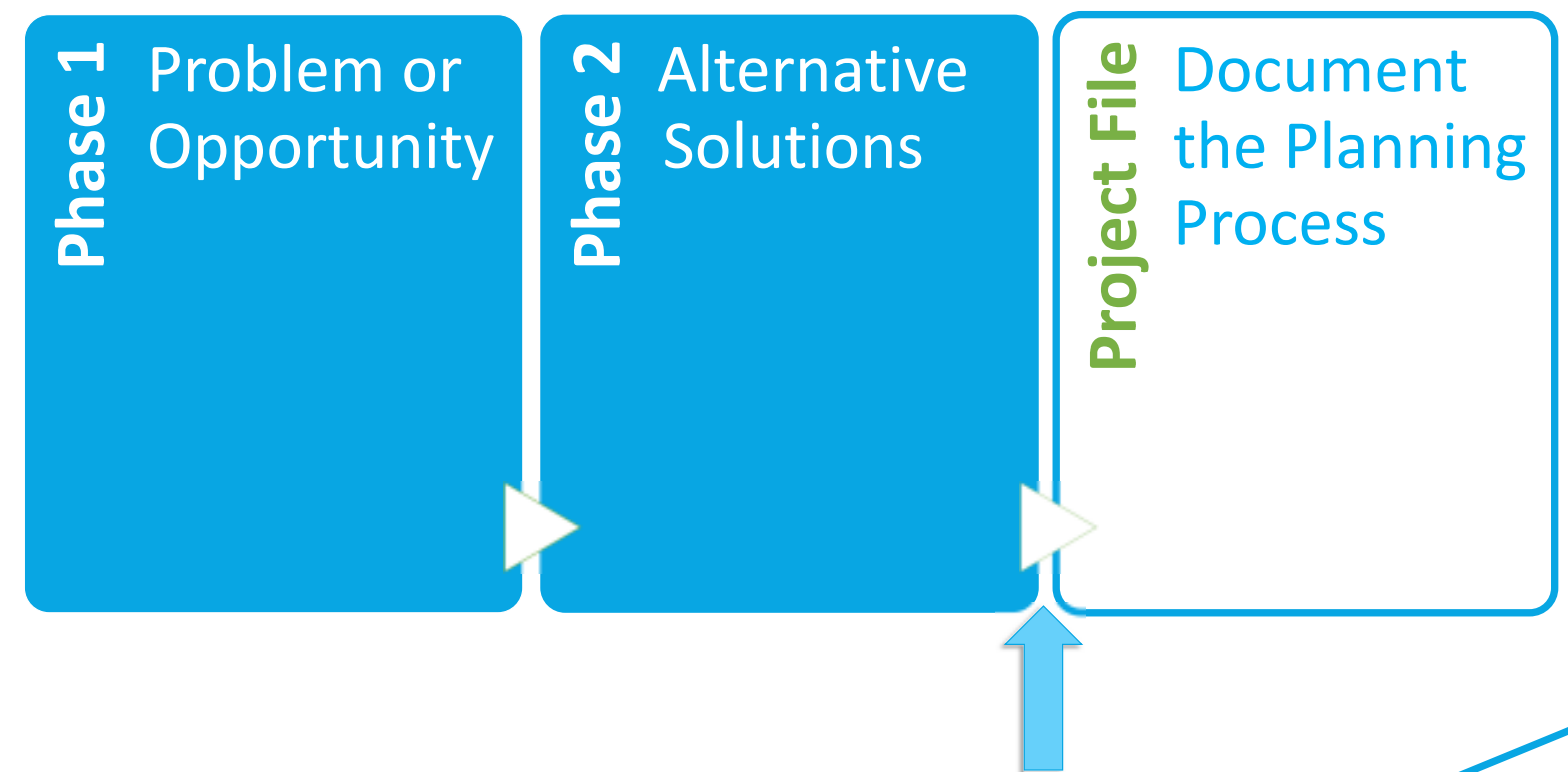 Phase 1
Problem or
Opportunity
Phase 2
Alternative
Solutions
Project File
Document
the Planning
Process